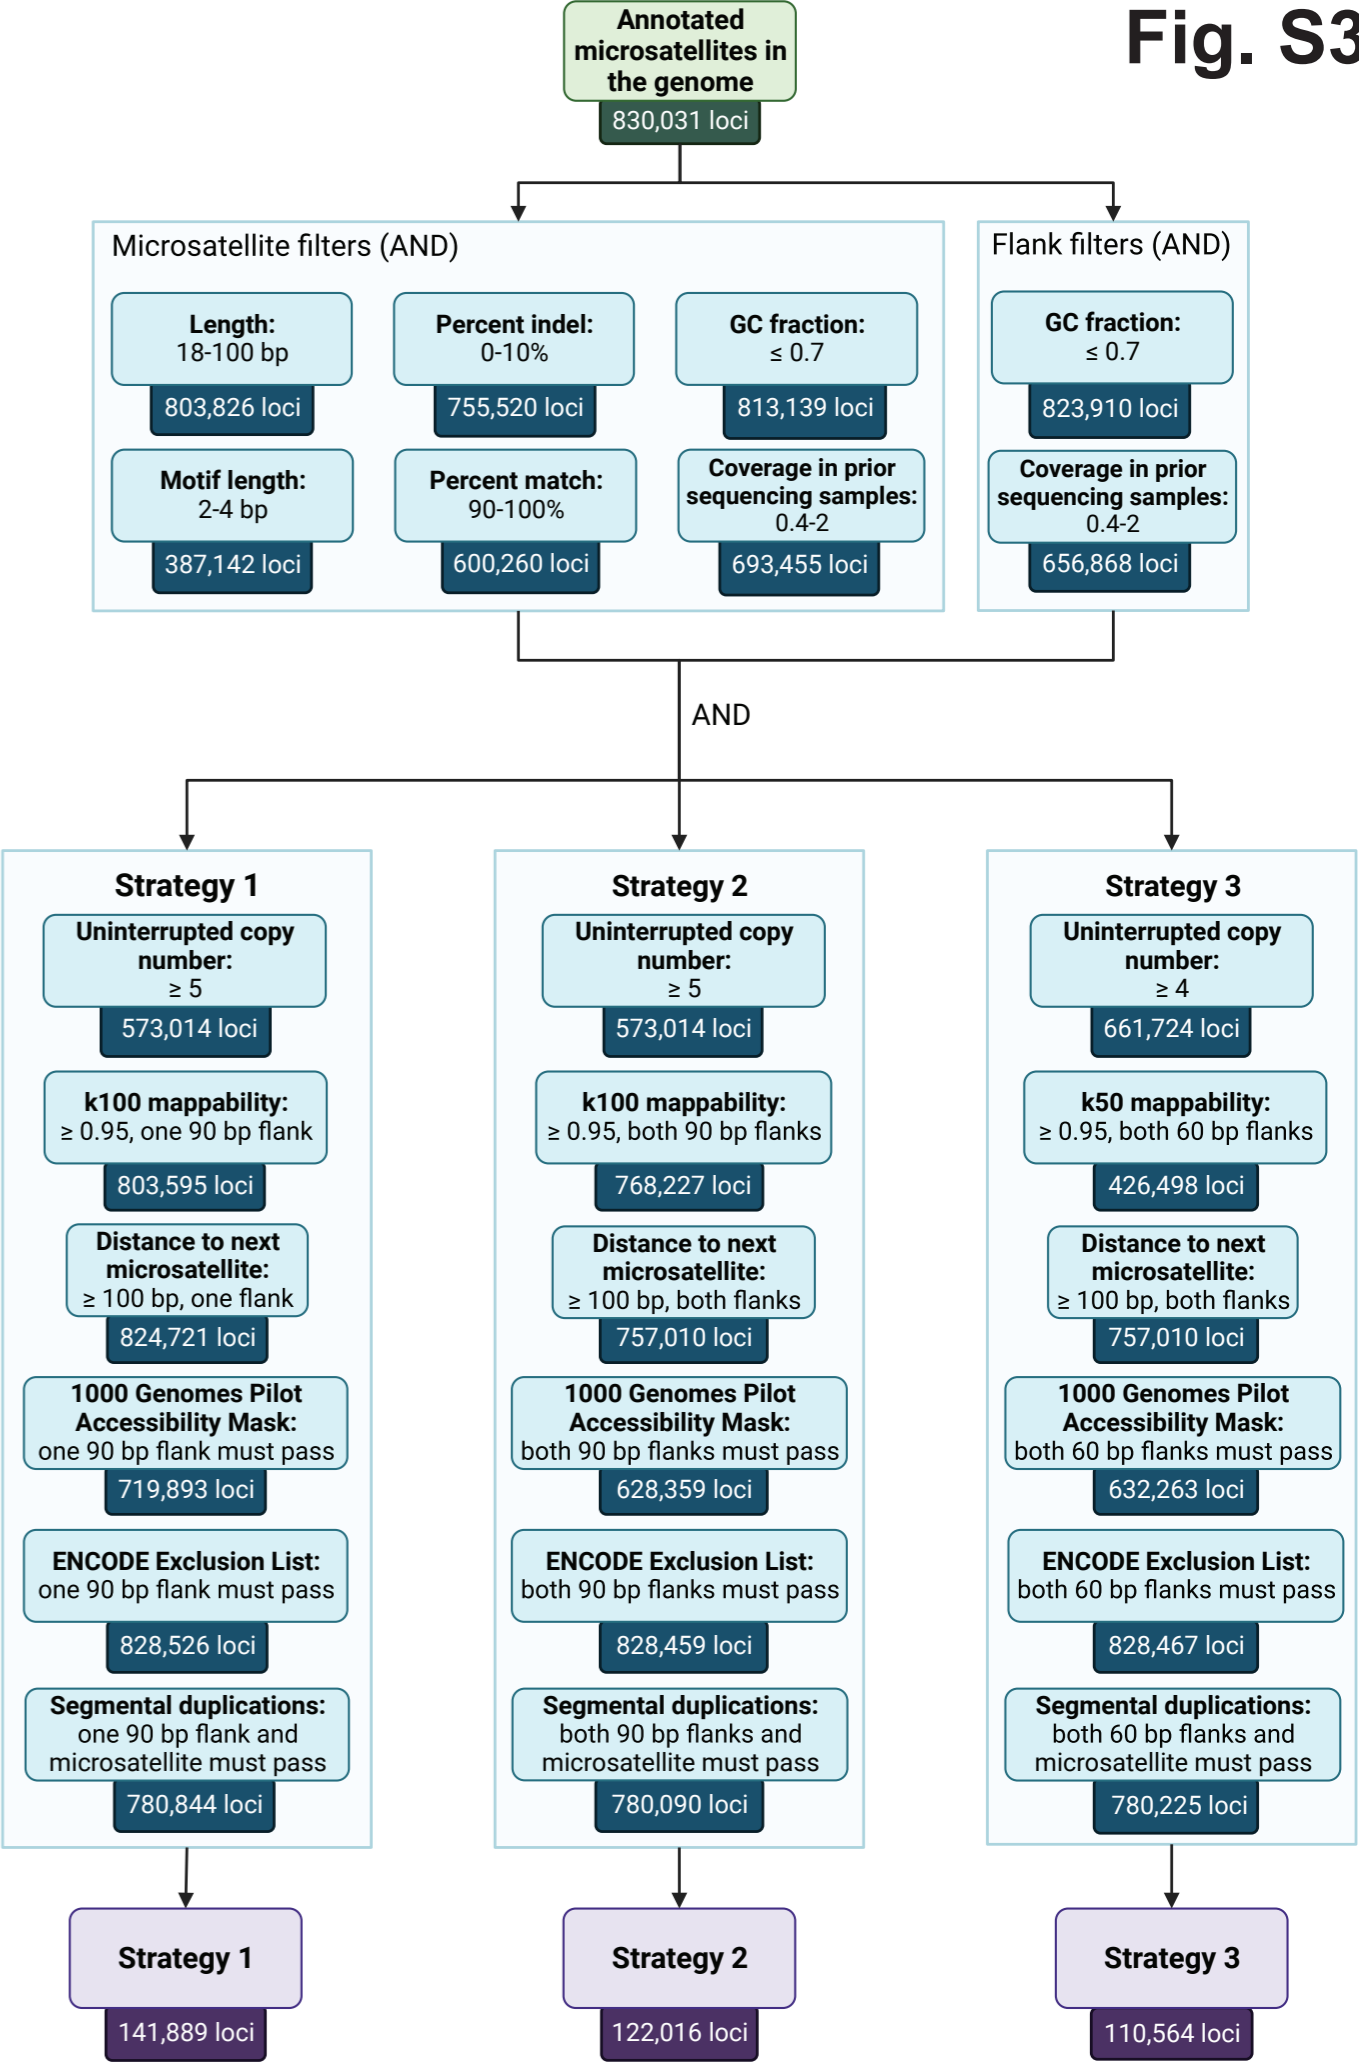 Fig. S3
Annotated
microsatellites in
the genome
830,031 loci
Microsatellite filters (AND)
Length:
18-100 bp
803,826 loci
Percent indel:
0-10%
755,520 loci
GC fraction:
≤ 0.7
813,139 loci
Motif length:
2-4 bp
387,142 loci
Percent match:
90-100%
600,260 loci
Coverage in prior
sequencing samples:
0.4-2
693,455 loci
Flank filters (AND)
GC fraction:
≤ 0.7
823,910 loci
Coverage in prior
sequencing samples:
0.4-2
656,868 loci
AND
Strategy 1
Uninterrupted copy
number:
≥ 5
573,014 loci
k100 mappability:
≥ 0.95, one 90 bp flank
803,595 loci
Distance to next
microsatellite:
≥ 100 bp, one flank
824,721 loci
1000 Genomes Pilot
Accessibility Mask:
one 90 bp flank must pass
719,893 loci
ENCODE Exclusion List:
one 90 bp flank must pass
828,526 loci
Segmental duplications:
one 90 bp flank and
microsatellite must pass
780,844 loci
Strategy 1
141,889 loci
Strategy 2
Uninterrupted copy
number:
≥ 5
573,014 loci
k100 mappability:
≥ 0.95, both 90 bp flanks
768,227 loci
Distance to next
microsatellite:
≥ 100 bp, both flanks
757,010 loci
1000 Genomes Pilot
Accessibility Mask:
both 90 bp flanks must pass
628,359 loci
ENCODE Exclusion List:
both 90 bp flanks must pass
828,459 loci
Segmental duplications:
both 90 bp flanks and
microsatellite must pass
780,090 loci
Strategy 2
122,016 loci
Strategy 3
Uninterrupted copy
number:
≥ 4
661,724 loci
k50 mappability:
≥ 0.95, both 60 bp flanks
426,498 loci
Distance to next
microsatellite:
≥ 100 bp, both flanks
757,010 loci
1000 Genomes Pilot
Accessibility Mask:
both 60 bp flanks must pass
632,263 loci
ENCODE Exclusion List:
both 60 bp flanks must pass
828,467 loci
Segmental duplications:
both 60 bp flanks and
microsatellite must pass
780,225 loci
Strategy 3
110,564 loci